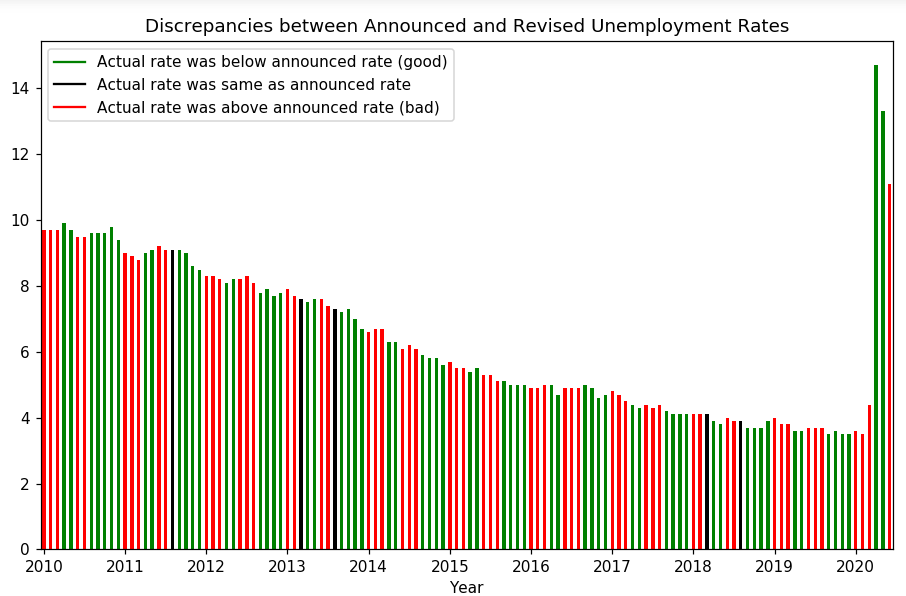 Discrepancies between Announced and Revised Unemployment Rates
Actual rate was below announced rate (good)
Actual rate was same as announced rate
Actual rate was above announced rate (bad)
14
12
10
8
6
4
2
0
2010 2011 2012 2013 2014 2015 2016 2017 2018 2019 2020
Year